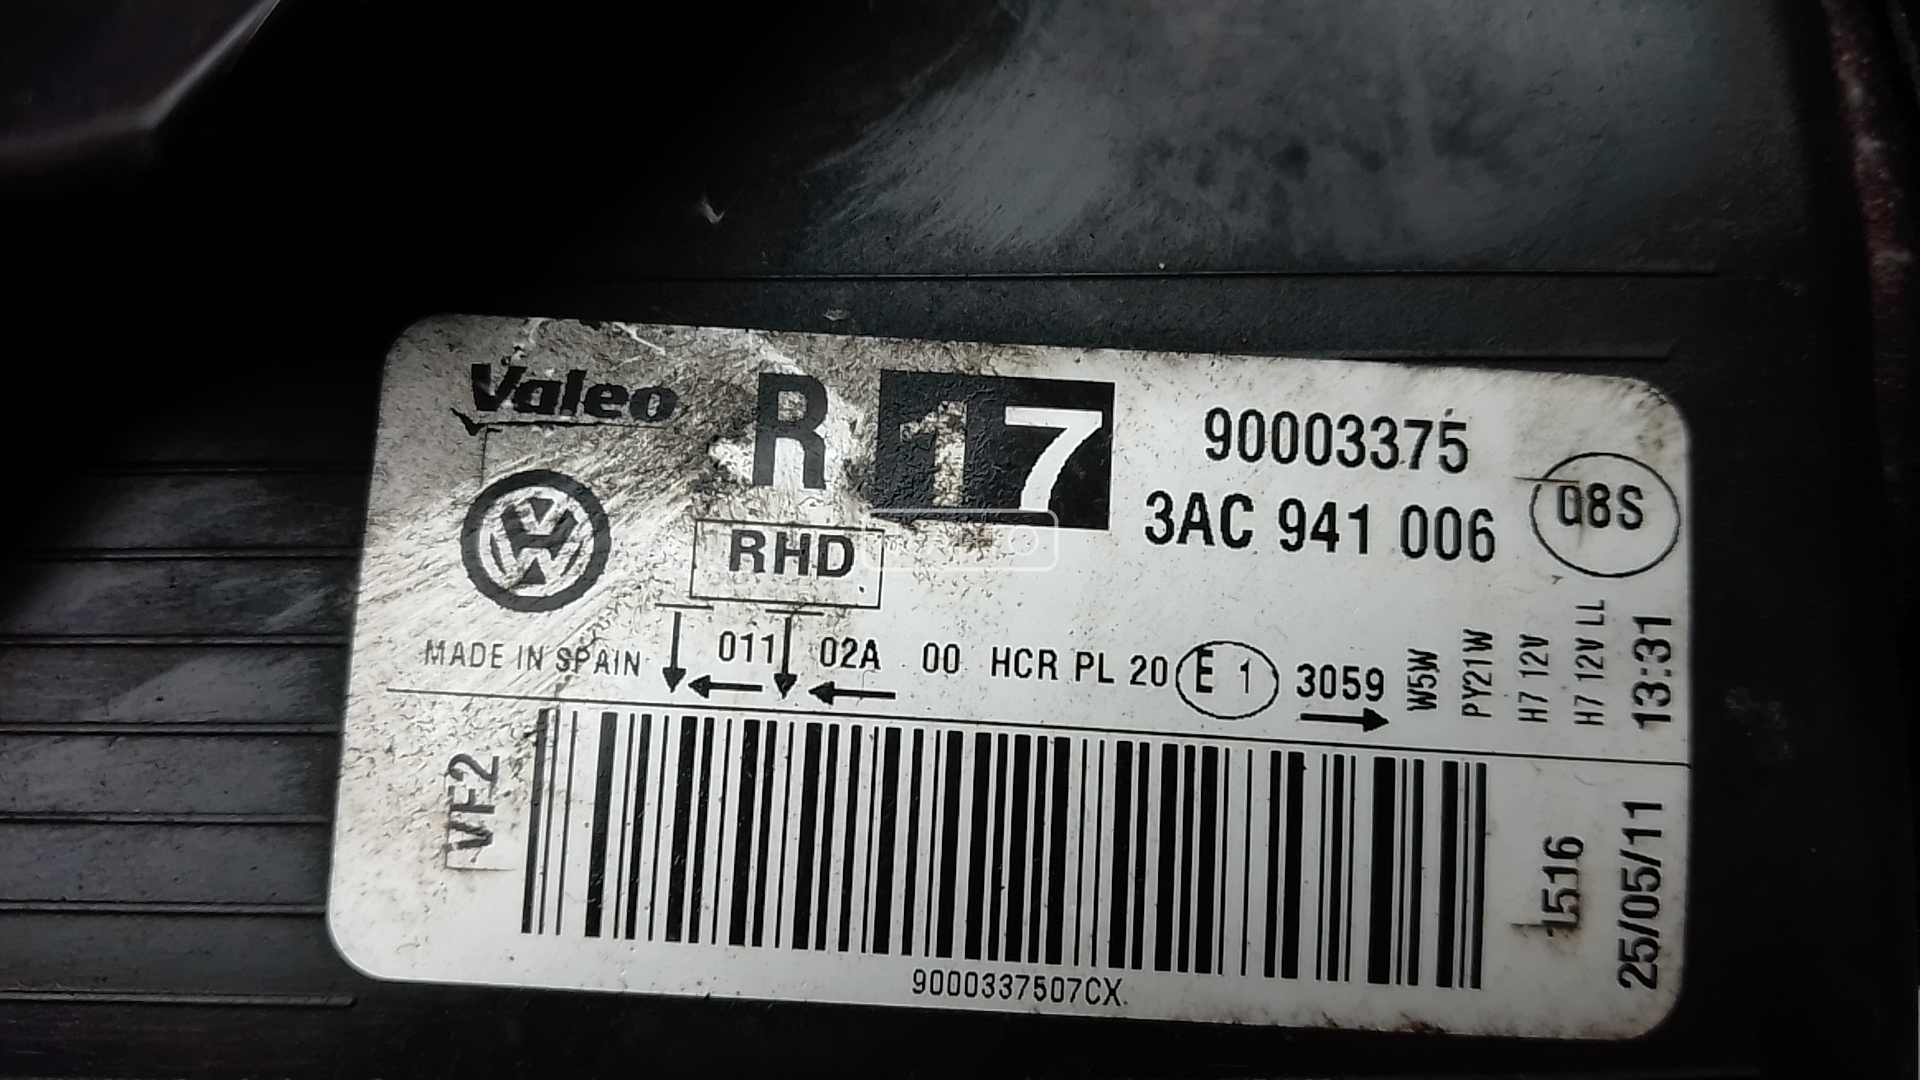 Valeo R 17 90003375
3AC 941 006 08S
RHD
MADE IN SPAIN 011 02A 00 HCR PL 20 E 1 3059
W5W
PY21W
H7 12V
H7 12V LL
13:31
VF2
1516
25/05/11
9000337507CX